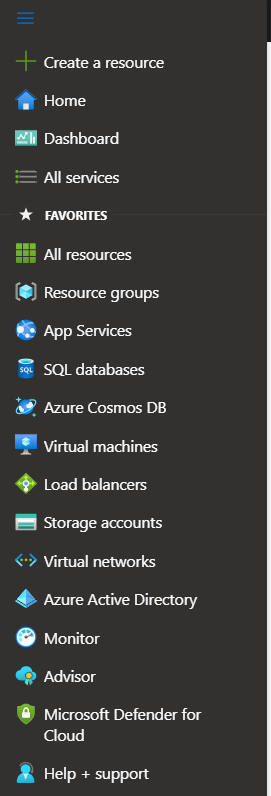 Create a resource
Home
Dashboard
All services
FAVORITES
All resources
Resource groups
App Services
SQL databases
Azure Cosmos DB
Virtual machines
Load balancers
Storage accounts
Virtual networks
Azure Active Directory
Monitor
Advisor
Microsoft Defender for
Cloud
Help + support